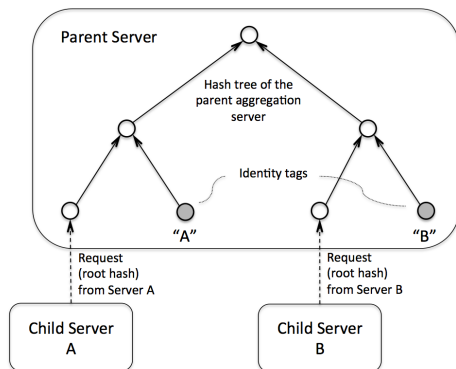 Parent Server
Hash tree of the
parent aggregation
server
Identity tags
“A”
“B”
Request
(root hash)
from Server A
Request
(root hash)
from Server B
Child Server
A
Child Server
B